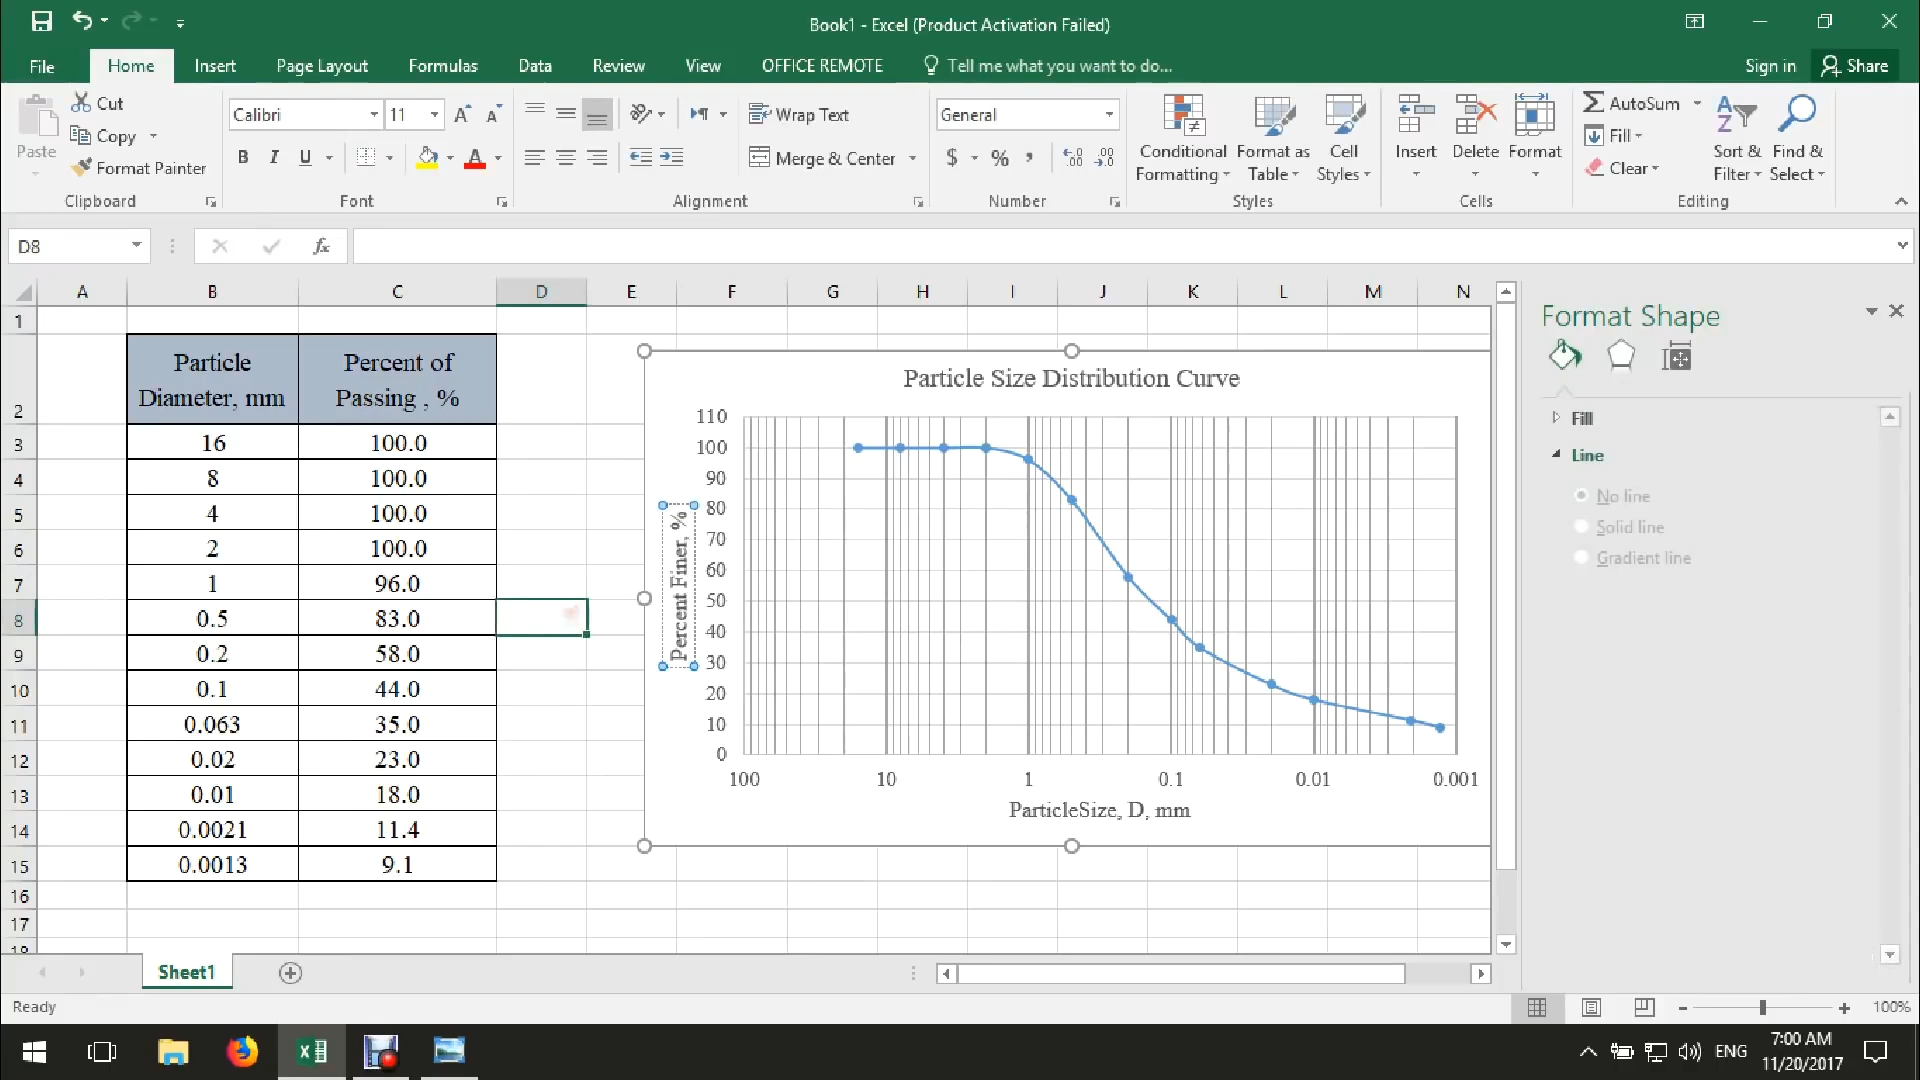 Book1 - Excel (Product Activation Failed)
File Home Insert Page Layout Formulas Data Review View OFFICE REMOTE Tell me what you want to do... Sign in Share
Paste
Cut
Copy
Format Painter
Clipboard
Calibri 11 A A
B I U A
Font
Wrap Text
Merge & Center
Alignment
General
$ % , .00 .0
Number
Conditional Formatting
Format as Table
Cell Styles
Styles
Insert Delete Format
Cells
AutoSum
Fill
Clear
Sort & Filter
Find & Select
Editing
D8 fx
A B C D E F G H I J K L M N
1
2 Particle Diameter, mm Percent of Passing , %
3 16 100.0
4 8 100.0
5 4 100.0
6 2 100.0
7 1 96.0
8 0.5 83.0
9 0.2 58.0
10 0.1 44.0
11 0.063 35.0
12 0.02 23.0
13 0.01 18.0
14 0.0021 11.4
15 0.0013 9.1
16
17
18
Particle Size Distribution Curve
Percent Finer, %
110
100
90
80
70
60
50
40
30
20
10
0
100 10 1 0.1 0.01 0.001
ParticleSize, D, mm
Format Shape
Fill
Line
No line
Solid line
Gradient line
Sheet1
Ready 100%
ENG
7:00 AM
11/20/2017